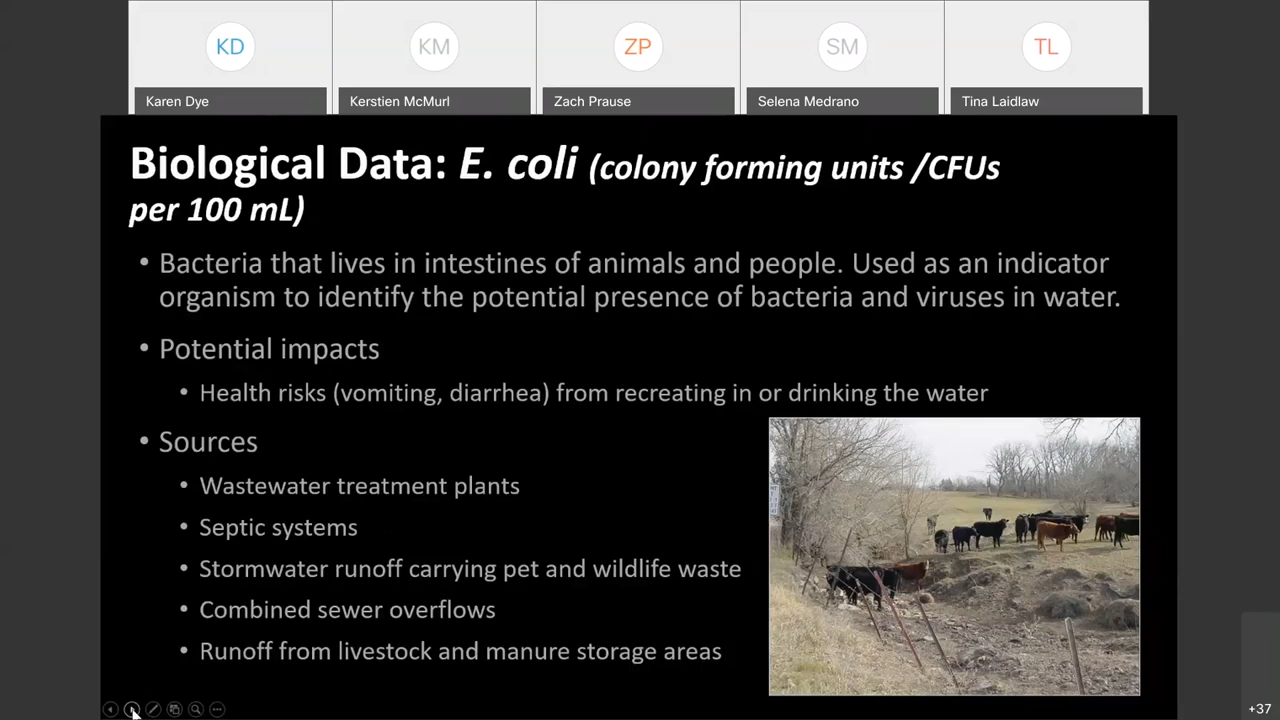 KD
KM
ZP
SM
TL
Karen Dye
Kerstien McMurl
Zach Prause
Selena Medrano
Tina Laidlaw
Biological Data: E. coli (colony forming units /CFUs
per 100 mL)
• Bacteria that lives in intestines of animals and people. Used as an indicator
organism to identify the potential presence of bacteria and viruses in water.
• Potential impacts
• Health risks (vomiting, diarrhea) from recreating in or drinking the water
• Sources
• Wastewater treatment plants
• Septic systems
• Stormwater runoff carrying pet and wildlife waste
• Combined sewer overflows
• Runoff from livestock and manure storage areas
+37